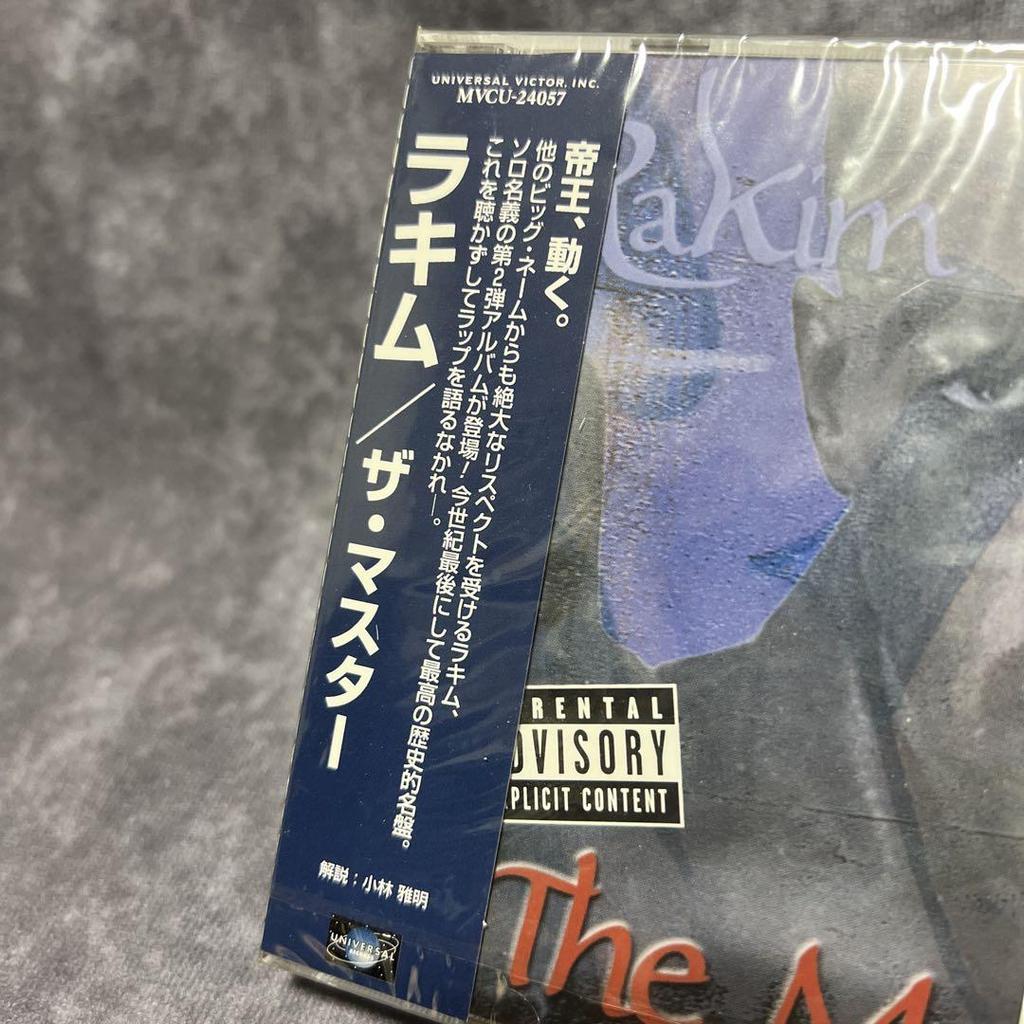 UNIVERSAL VICTOR, INC.
MVCU-24057
帝王、動く。
他のビッグ・ネームからも絶大なリスペクトを受けるラキム、
ソロ名義の第2弾アルバムが登場！今世紀最後にして最高の歴史的名盤。
これを聴かずしてラップを語るなかれ―。
ラキム／ザ・マスター
解説：小林 雅明
UNIVERSAL
RECORDS
Rakim
RENTAL
DVISORY
PLICIT CONTENT
The M